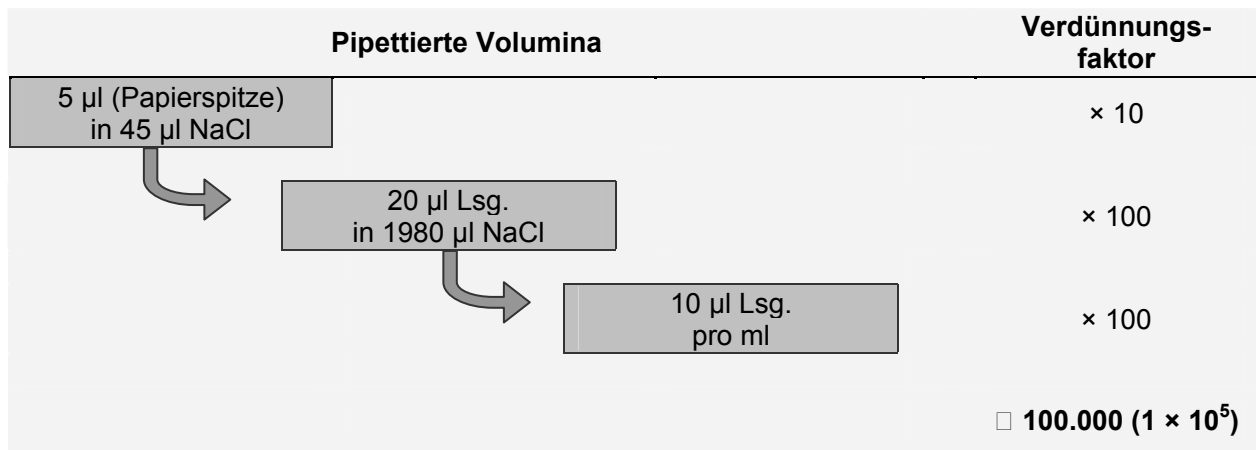 Pipettierte Volumina
Verdünnungs-
faktor
5 µl (Papierspitze)
in 45 µl NaCl
× 10
20 µl Lsg.
in 1980 µl NaCl
× 100
10 µl Lsg.
pro ml
× 100
□ 100.000 (1 × 10⁵)